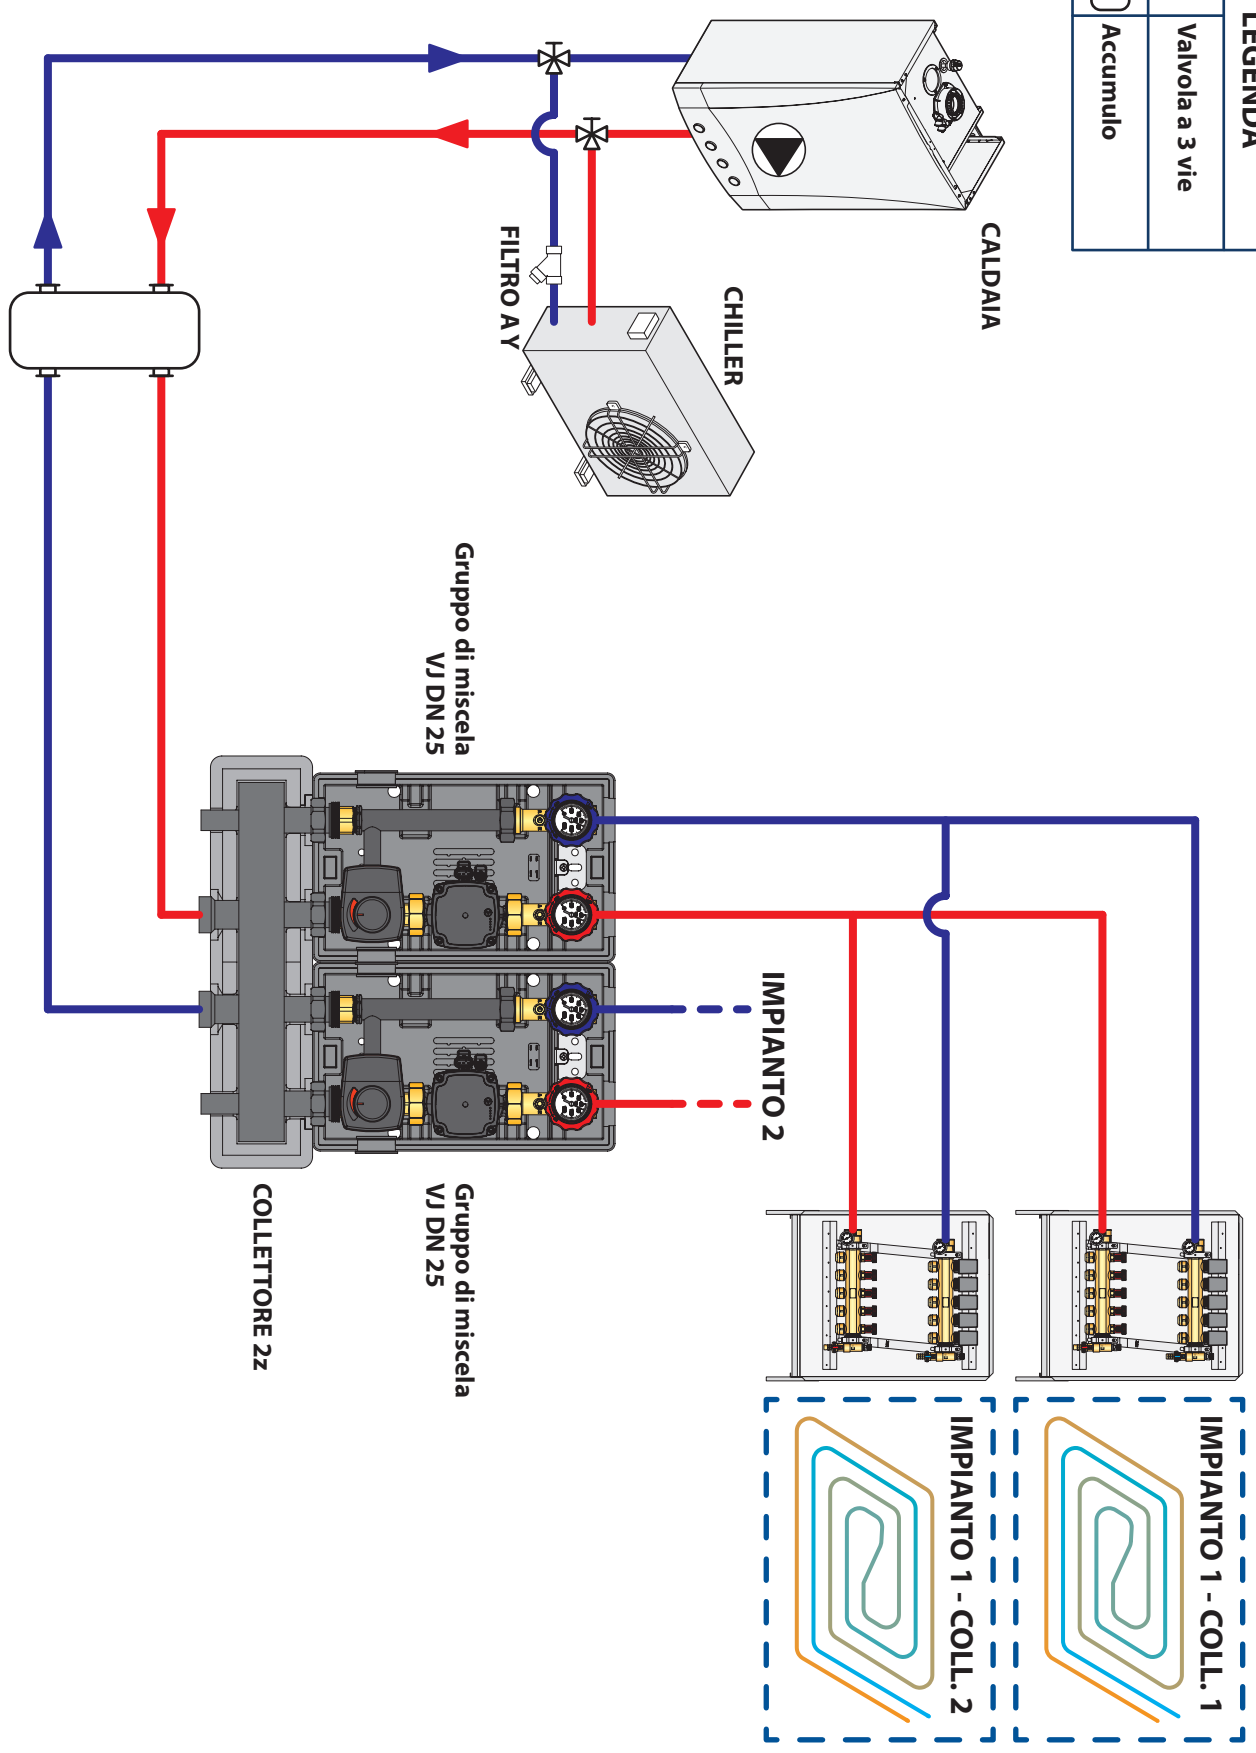 LEGENDA
Valvola a 3 vie
Accumulo
CALDAIA
CHILLER
FILTRO A Y
Gruppo di miscela
VJ DN 25
IMPIANTO 2
Gruppo di miscela
VJ DN 25
COLLETTORE 2z
IMPIANTO 1 - COLL. 1
IMPIANTO 1 - COLL. 2